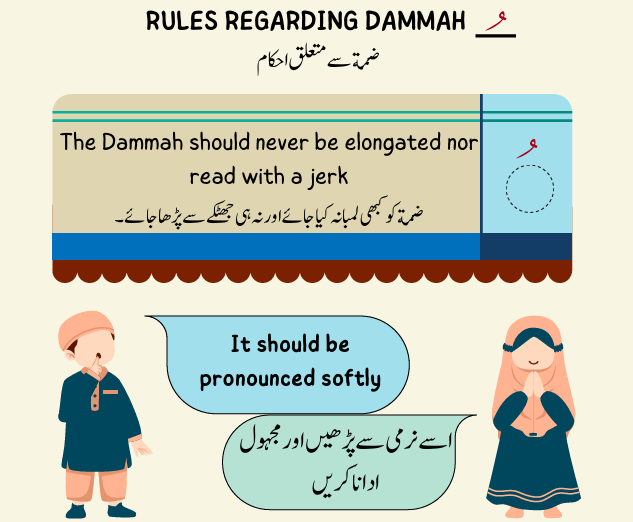 RULES REGARDING DAMMAH ُ
ضمۃ سے متعلق احکام
The Dammah should never be elongated nor
read with a jerk
ضمۃ کو کبھی لمبا نہ کیا جائے اور نہ ہی جھٹکے سے پڑھا جائے۔
ُ
It should be
pronounced softly
اسے نرمی سے پڑھیں اور مجہول
ادا نا کریں